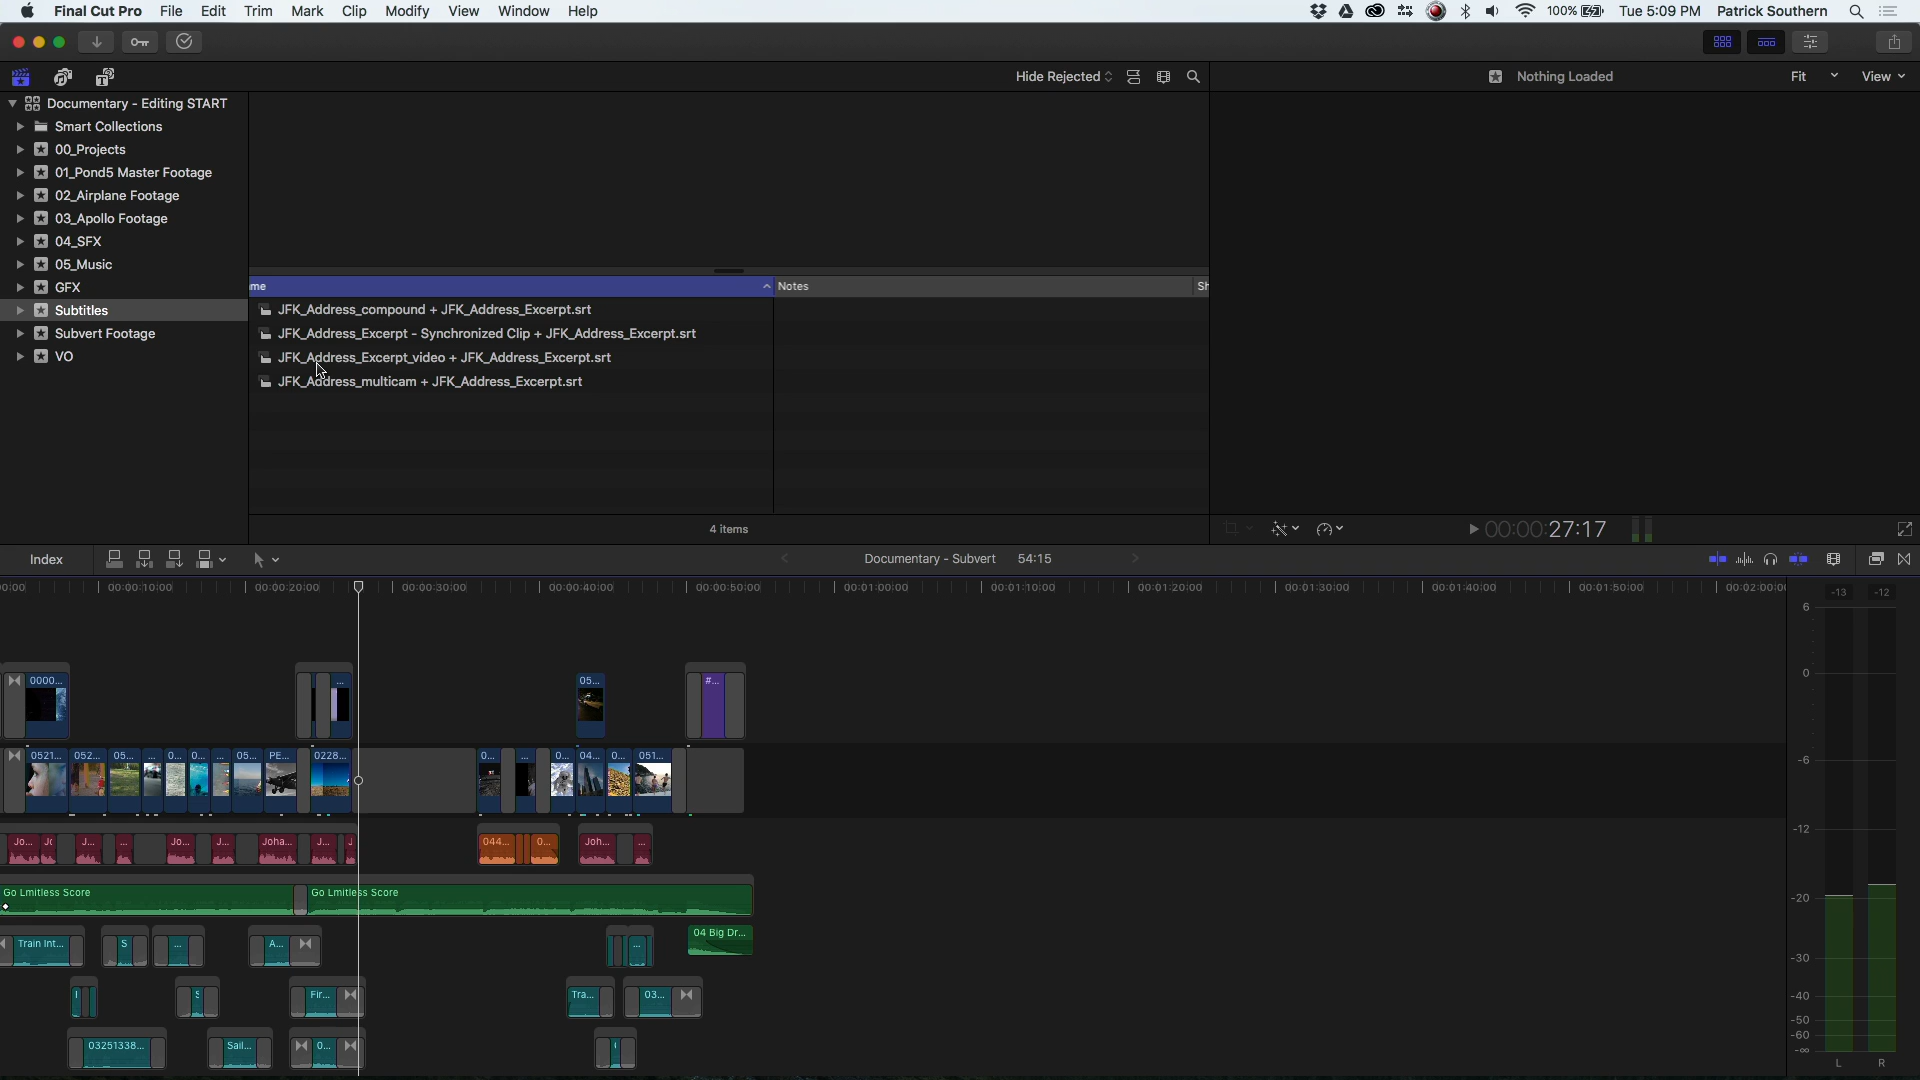 Final Cut Pro File Edit Trim Mark Clip Modify View Window Help 100% Tue 5:09 PM Patrick Southern
Hide Rejected Nothing Loaded Fit View
Documentary - Editing START
Smart Collections
00_Projects
01_Pond5 Master Footage
02_Airplane Footage
03_Apollo Footage
04_SFX
05_Music
GFX
Subtitles
Subvert Footage
VO
me Notes Sh
JFK_Address_compound + JFK_Address_Excerpt.srt
JFK_Address_Excerpt - Synchronized Clip + JFK_Address_Excerpt.srt
JFK_Address_Excerpt_video + JFK_Address_Excerpt.srt
JFK_Address_multicam + JFK_Address_Excerpt.srt
4 items 00:00:27:17
Index Documentary - Subvert 54:15
0:00 00:00:10:00 00:00:20:00 00:00:30:00 00:00:40:00 00:00:50:00 00:01:00:00 00:01:10:00 00:01:20:00 00:01:30:00 00:01:40:00 00:01:50:00 00:02:00:00
-13 -12
6
0000... ... 05... #...
0
0521... 052... 05... ... 0... 0... ... 05... PE... 0228... 0... ... 0... 04... 0... 051...
-6
-12
Jo... J... ... Jo... J... Joha... J... J 044... 0... Joh... ...
Go Lmitless Score Go Lmitless Score
-20
Train Int... S ... A... ... 04 Big Dr...
-30
S Fir... Tra... 03...
-40
-50
-60
-∞
03251338... Sail... 0...
L R